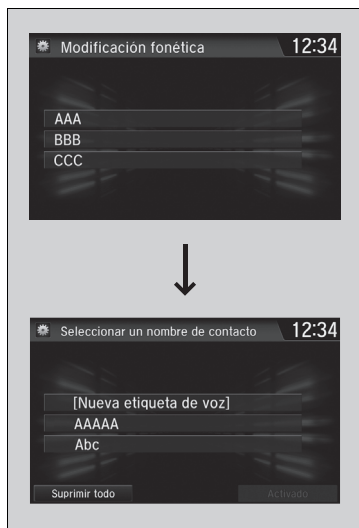 Modificación fonética 12:34
AAA
BBB
CCC
Seleccionar un nombre de contacto 12:34
[Nueva etiqueta de voz]
AAAAA
Abc
Suprimir todo Activado